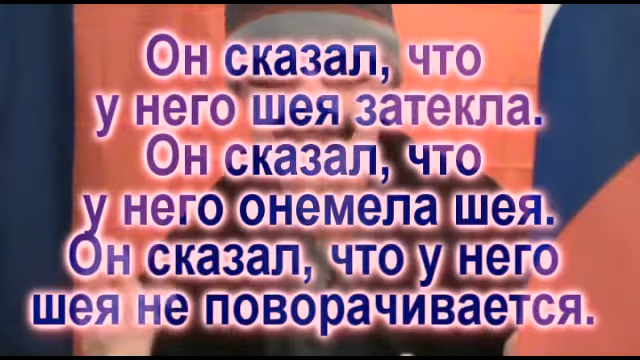 Он сказал, что
у него шея затекла.
Он сказал, что
у него онемела шея.
Он сказал, что у него
шея не поворачивается.